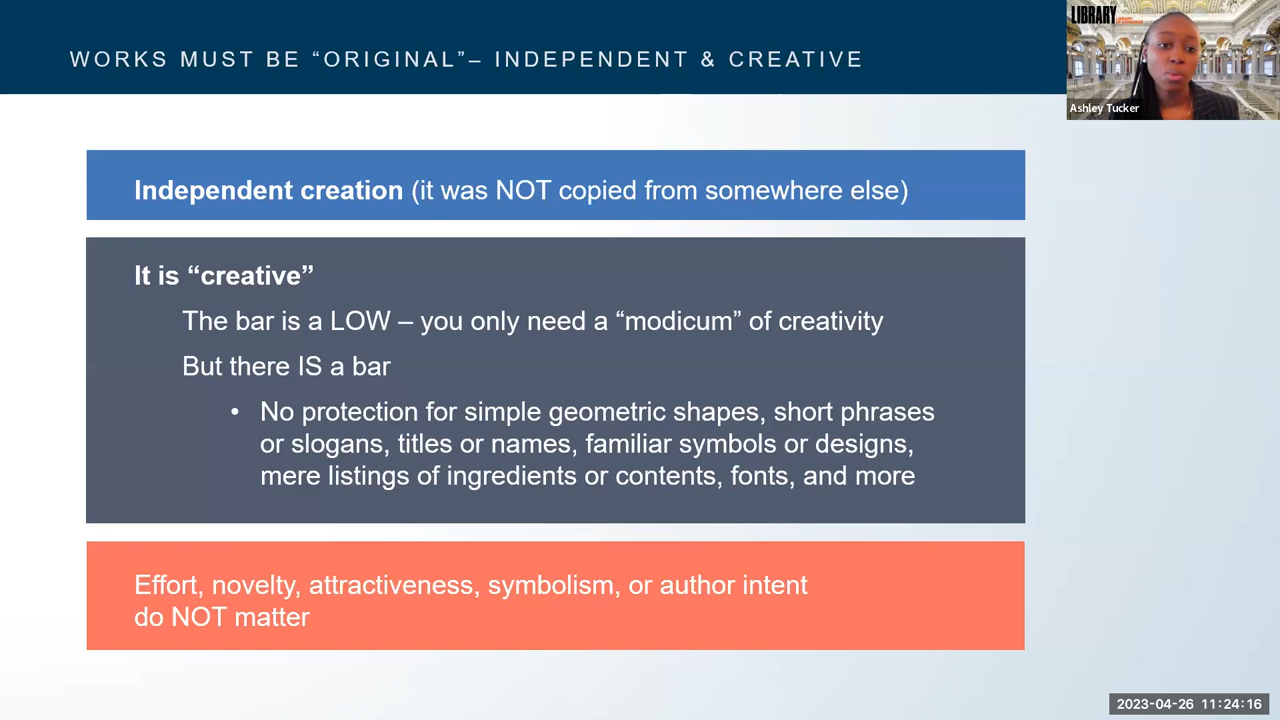 WORKS MUST BE “ORIGINAL”– INDEPENDENT & CREATIVE
LIBRARY
LIBRARY OF CONGRESS
Ashley Tucker
Independent creation (it was NOT copied from somewhere else)
It is “creative”
The bar is a LOW – you only need a “modicum” of creativity
But there IS a bar
• No protection for simple geometric shapes, short phrases
or slogans, titles or names, familiar symbols or designs,
mere listings of ingredients or contents, fonts, and more
Effort, novelty, attractiveness, symbolism, or author intent
do NOT matter
2023-04-26 11:24:16